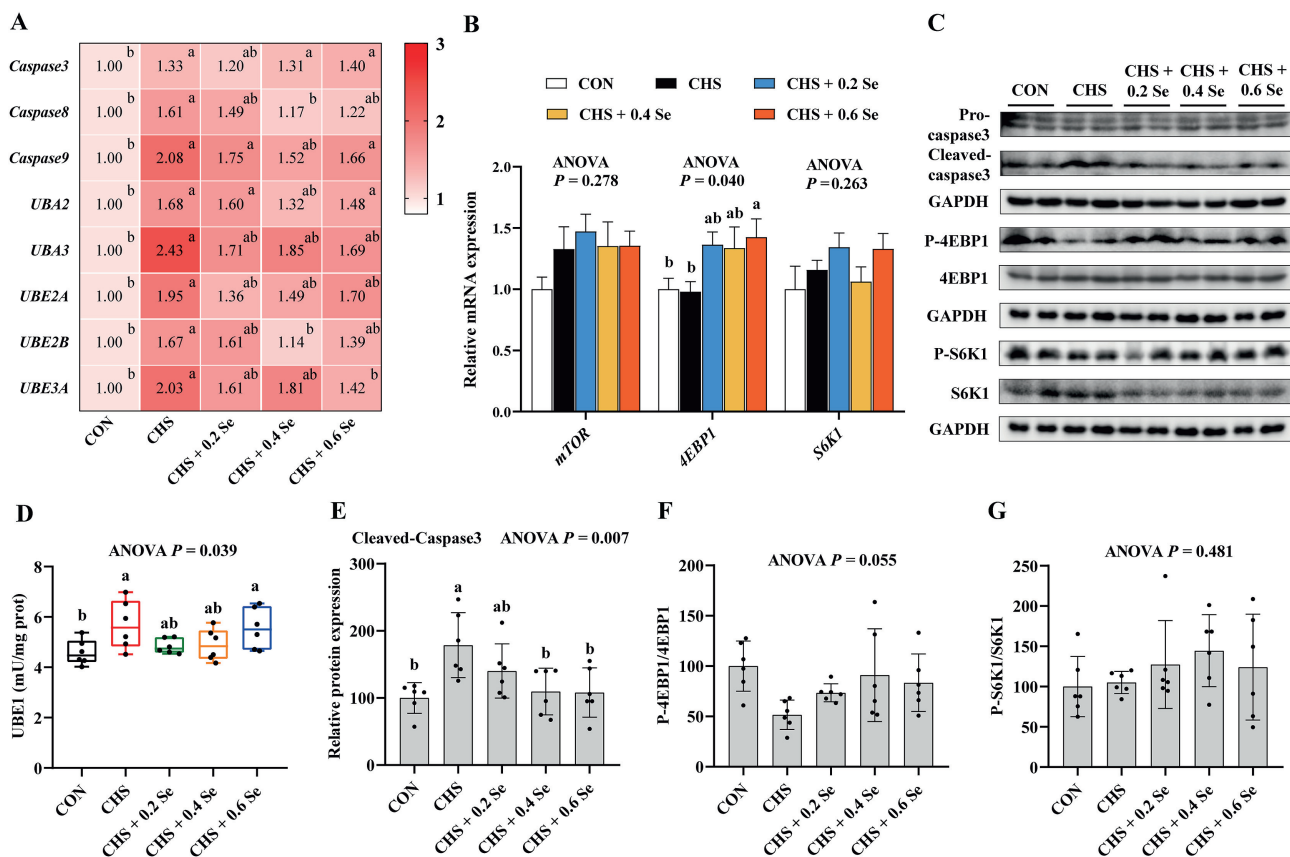 A
Caspase3 1.00 b 1.33 a 1.20 ab 1.31 a 1.40 a
Caspase8 1.00 b 1.61 a 1.49 ab 1.17 b 1.22 ab
Caspase9 1.00 b 2.08 a 1.75 a 1.52 ab 1.66 a
UBA2 1.00 b 1.68 a 1.60 a 1.32 ab 1.48 a
UBA3 1.00 b 2.43 a 1.71 ab 1.85 ab 1.69 ab
UBE2A 1.00 b 1.95 a 1.36 ab 1.49 ab 1.70 a
UBE2B 1.00 b 1.67 a 1.61 ab 1.14 b 1.39 ab
UBE3A 1.00 b 2.03 a 1.61 ab 1.81 ab 1.42 b
CON
CHS
CHS + 0.2 Se
CHS + 0.4 Se
CHS + 0.6 Se
3
2
1
B
CON CHS CHS + 0.2 Se
CHS + 0.4 Se CHS + 0.6 Se
Relative mRNA expression
2.0
1.5
1.0
0.5
0.0
ANOVA ANOVA ANOVA
P = 0.278 P = 0.040 P =0.263
b b ab ab a
mTOR
4EBP1
S6K1
C
CON CHS CHS + 0.2 Se CHS + 0.4 Se CHS + 0.6 Se
Pro-
caspase3
Cleaved-
caspase3
GAPDH
P-4EBP1
4EBP1
GAPDH
P-S6K1
S6K1
GAPDH
D
ANOVA P = 0.039
UBE1 (mU/mg prot)
8
6
4
2
0
b a ab ab a
CON
CHS
CHS + 0.2 Se
CHS + 0.4 Se
CHS + 0.6 Se
E
Cleaved-Caspase3 ANOVA P = 0.007
Relative protein expression
300
200
100
0
b a ab b b
CON
CHS
CHS + 0.2 Se
CHS + 0.4 Se
CHS + 0.6 Se
F
ANOVA P = 0.055
P-4EBP1/4EBP1
200
150
100
50
0
CON
CHS
CHS + 0.2 Se
CHS + 0.4 Se
CHS + 0.6 Se
G
ANOVA P = 0.481
P-S6K1/S6K1
250
200
150
100
50
0
CON
CHS
CHS + 0.2 Se
CHS + 0.4 Se
CHS + 0.6 Se